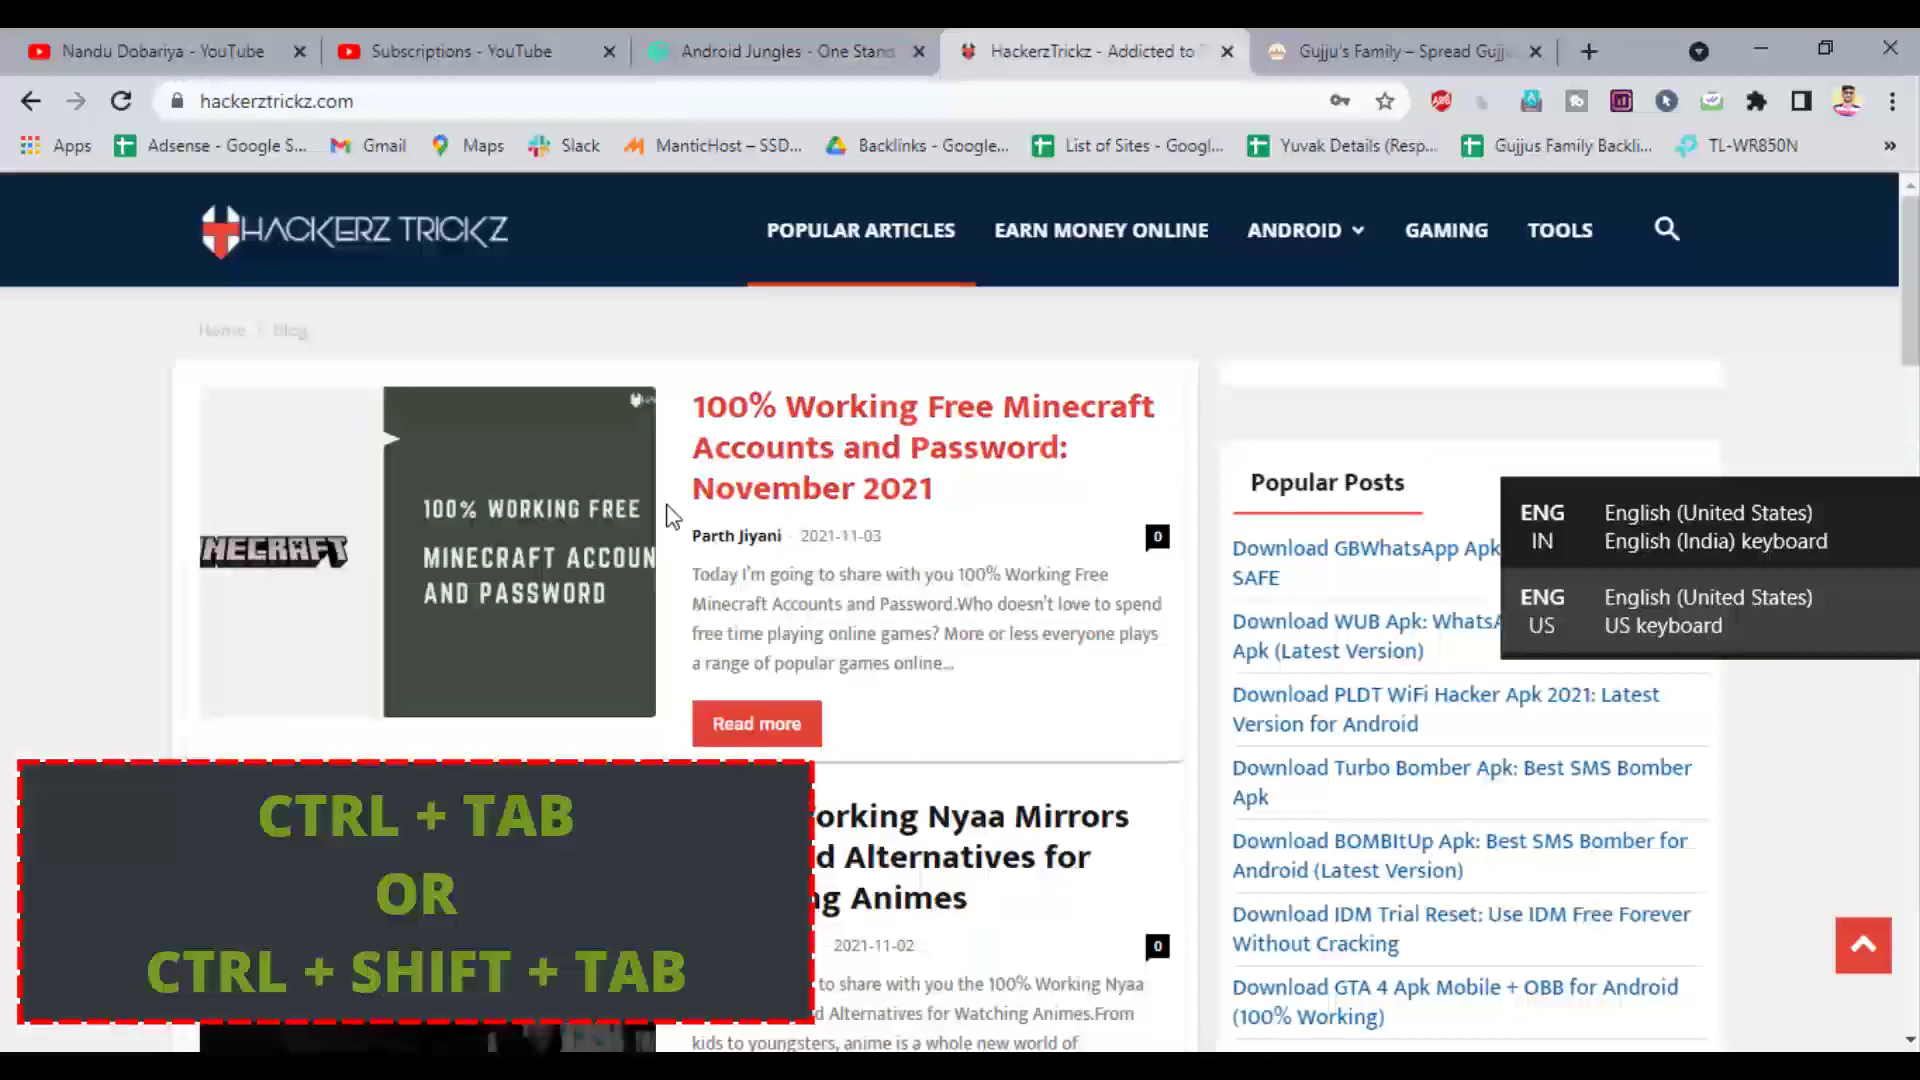 Nandu Dobariya - YouTube
Subscriptions - YouTube
Android Jungles - One Stand
HackerzTrickz - Addicted to
Gujju's Family – Spread Gujj
hackerztrickz.com
Apps
Adsense - Google S...
Gmail
Maps
Slack
ManticHost – SSD...
Backlinks - Google...
List of Sites - Googl...
Yuvak Details (Resp...
Gujjus Family Backli...
TL-WR850N
»
HACKERZ TRICKZ
POPULAR ARTICLES
EARN MONEY ONLINE
ANDROID
GAMING
TOOLS
Home
Blog
NECRAFT
100% WORKING FREE
MINECRAFT ACCOUN
AND PASSWORD
100% Working Free Minecraft
Accounts and Password:
November 2021
Parth Jiyani - 2021-11-03
0
Today I'm going to share with you 100% Working Free
Minecraft Accounts and Password.Who doesn't love to spend
free time playing online games? More or less everyone plays
a range of popular games online...
Read more
orking Nyaa Mirrors
d Alternatives for
ng Animes
2021-11-02
0
to share with you the 100% Working Nyaa
d Alternatives for Watching Animes.From
kids to youngsters, anime is a whole new world of
CTRL + TAB
OR
CTRL + SHIFT + TAB
Popular Posts
Download GBWhatsApp Apk
SAFE
Download WUB Apk: WhatsA
Apk (Latest Version)
Download PLDT WiFi Hacker Apk 2021: Latest
Version for Android
Download Turbo Bomber Apk: Best SMS Bomber
Apk
Download BOMBItUp Apk: Best SMS Bomber for
Android (Latest Version)
Download IDM Trial Reset: Use IDM Free Forever
Without Cracking
Download GTA 4 Apk Mobile + OBB for Android
(100% Working)
ENG English (United States)
IN English (India) keyboard
ENG English (United States)
US US keyboard